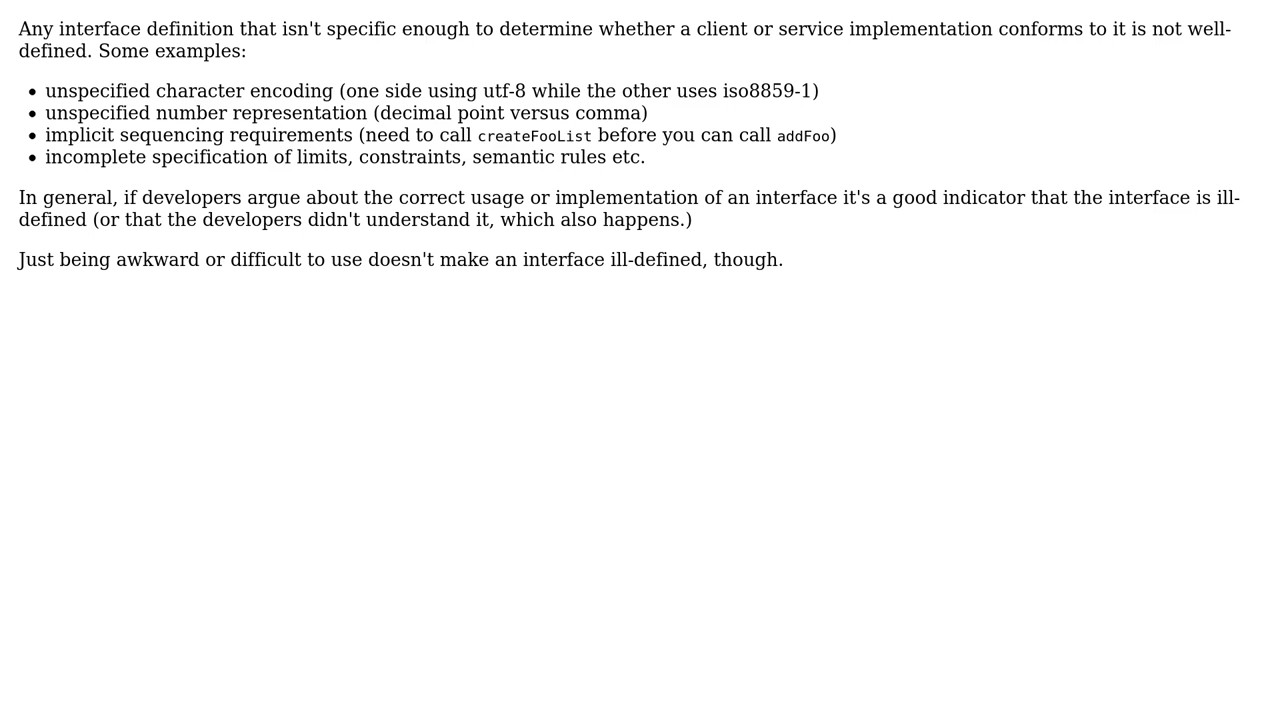 Any interface definition that isn't specific enough to determine whether a client or service implementation conforms to it is not well-
defined. Some examples:
• unspecified character encoding (one side using utf-8 while the other uses iso8859-1)
• unspecified number representation (decimal point versus comma)
• implicit sequencing requirements (need to call createFooList before you can call addFoo)
• incomplete specification of limits, constraints, semantic rules etc.
In general, if developers argue about the correct usage or implementation of an interface it's a good indicator that the interface is ill-
defined (or that the developers didn't understand it, which also happens.)
Just being awkward or difficult to use doesn't make an interface ill-defined, though.